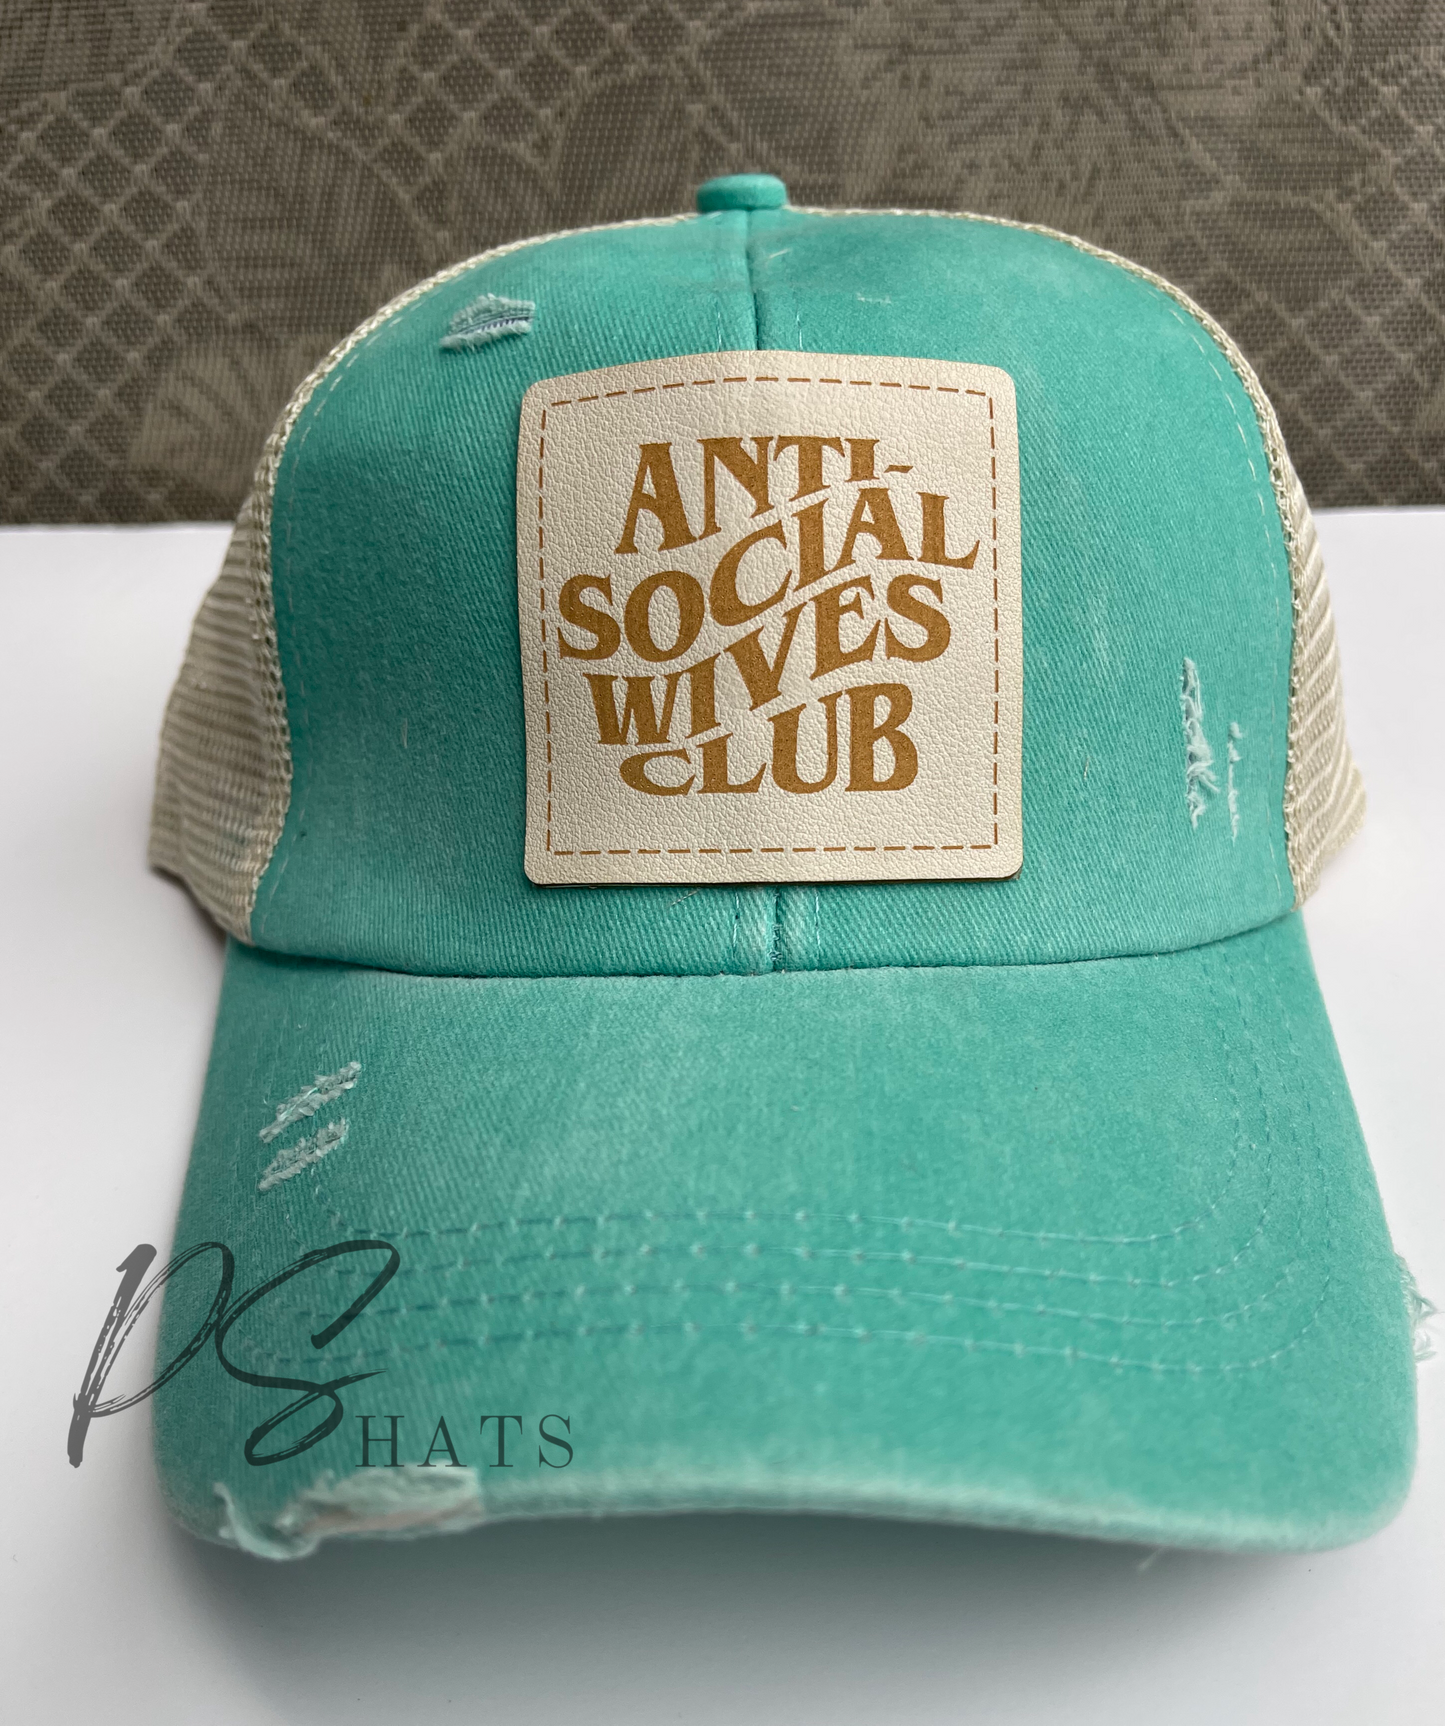 ANTI-
SOCIAL
WIVES
CLUB
PS HATS